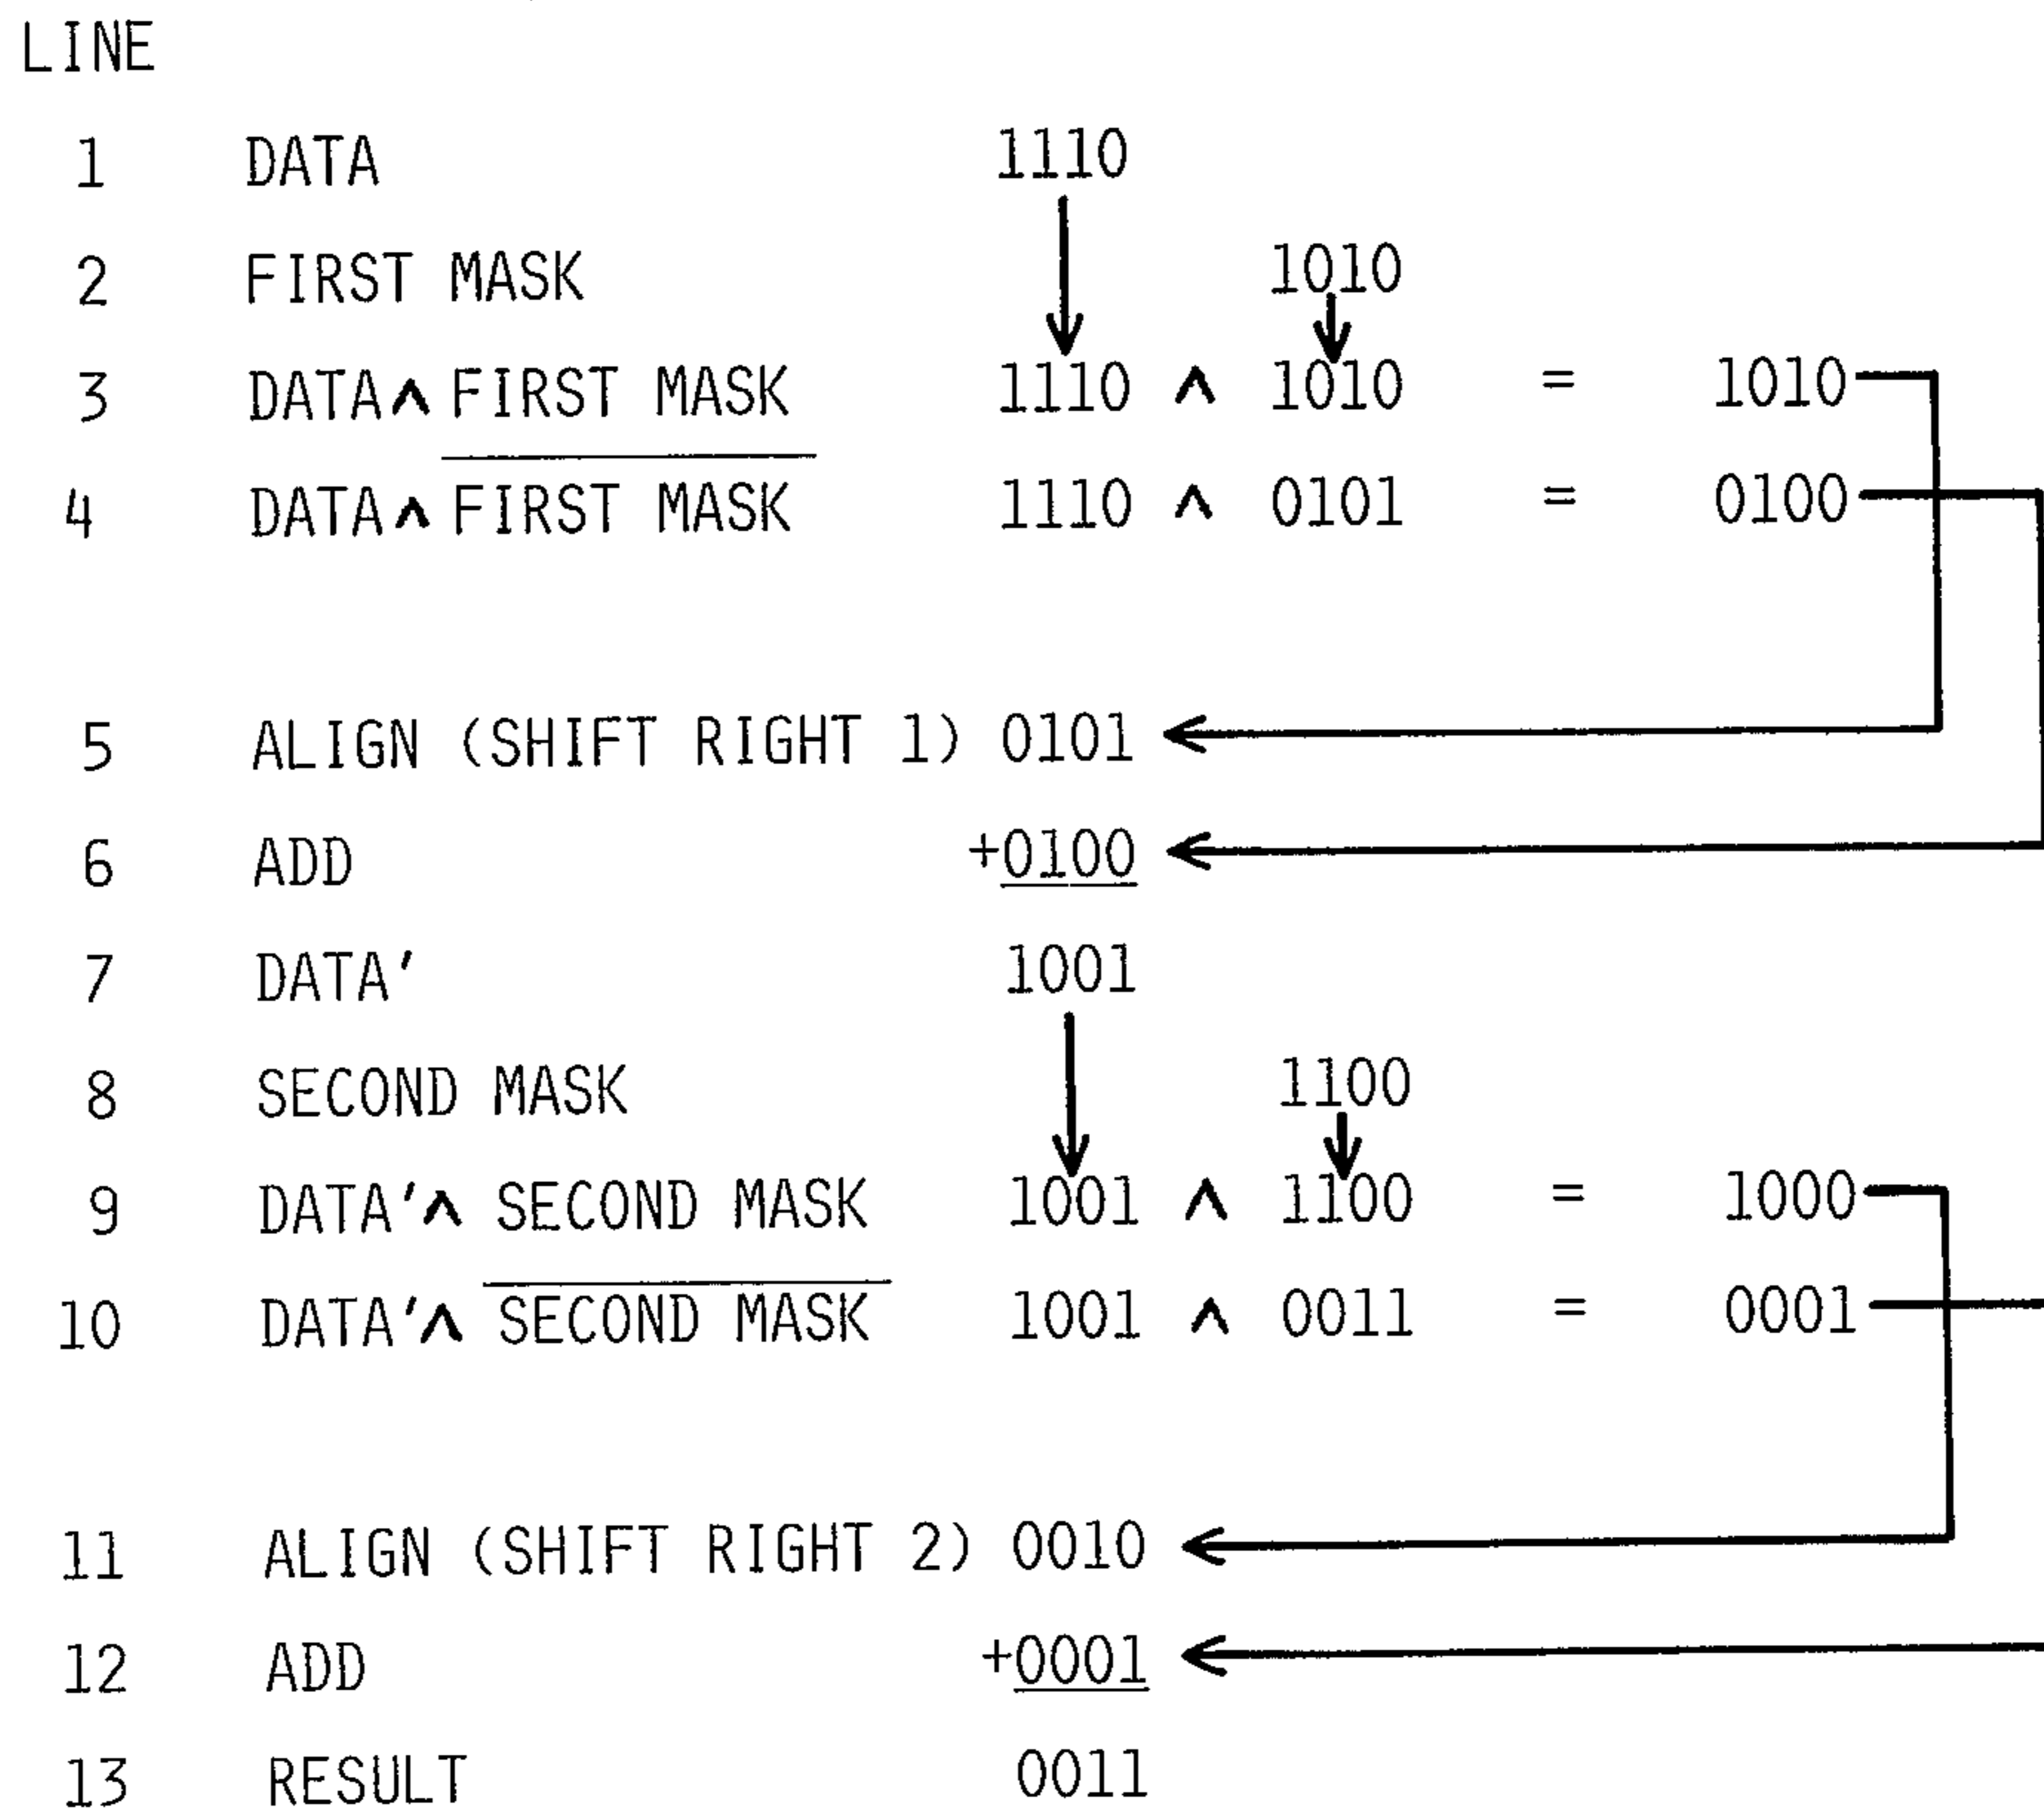 LINE
1 DATA 1110
2 FIRST MASK 1010
3 DATA∧FIRST MASK 1110 ∧ 1010 = 1010
4 DATA∧FIRST MASK 1110 ∧ 0101 = 0100
5 ALIGN (SHIFT RIGHT 1) 0101
6 ADD +0100
7 DATA' 1001
8 SECOND MASK 1100
9 DATA'∧ SECOND MASK 1001 ∧ 1100 = 1000
10 DATA'∧ SECOND MASK 1001 ∧ 0011 = 0001
11 ALIGN (SHIFT RIGHT 2) 0010
12 ADD +0001
13 RESULT 0011